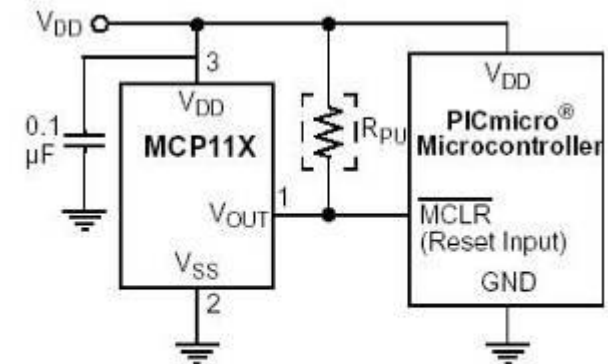 VDD
3
VDD
0.1
µF
MCP11X
1
VOUT
VSS
2
RPU
VDD
PICmicro®
Microcontroller
MCLR
(Reset Input)
GND